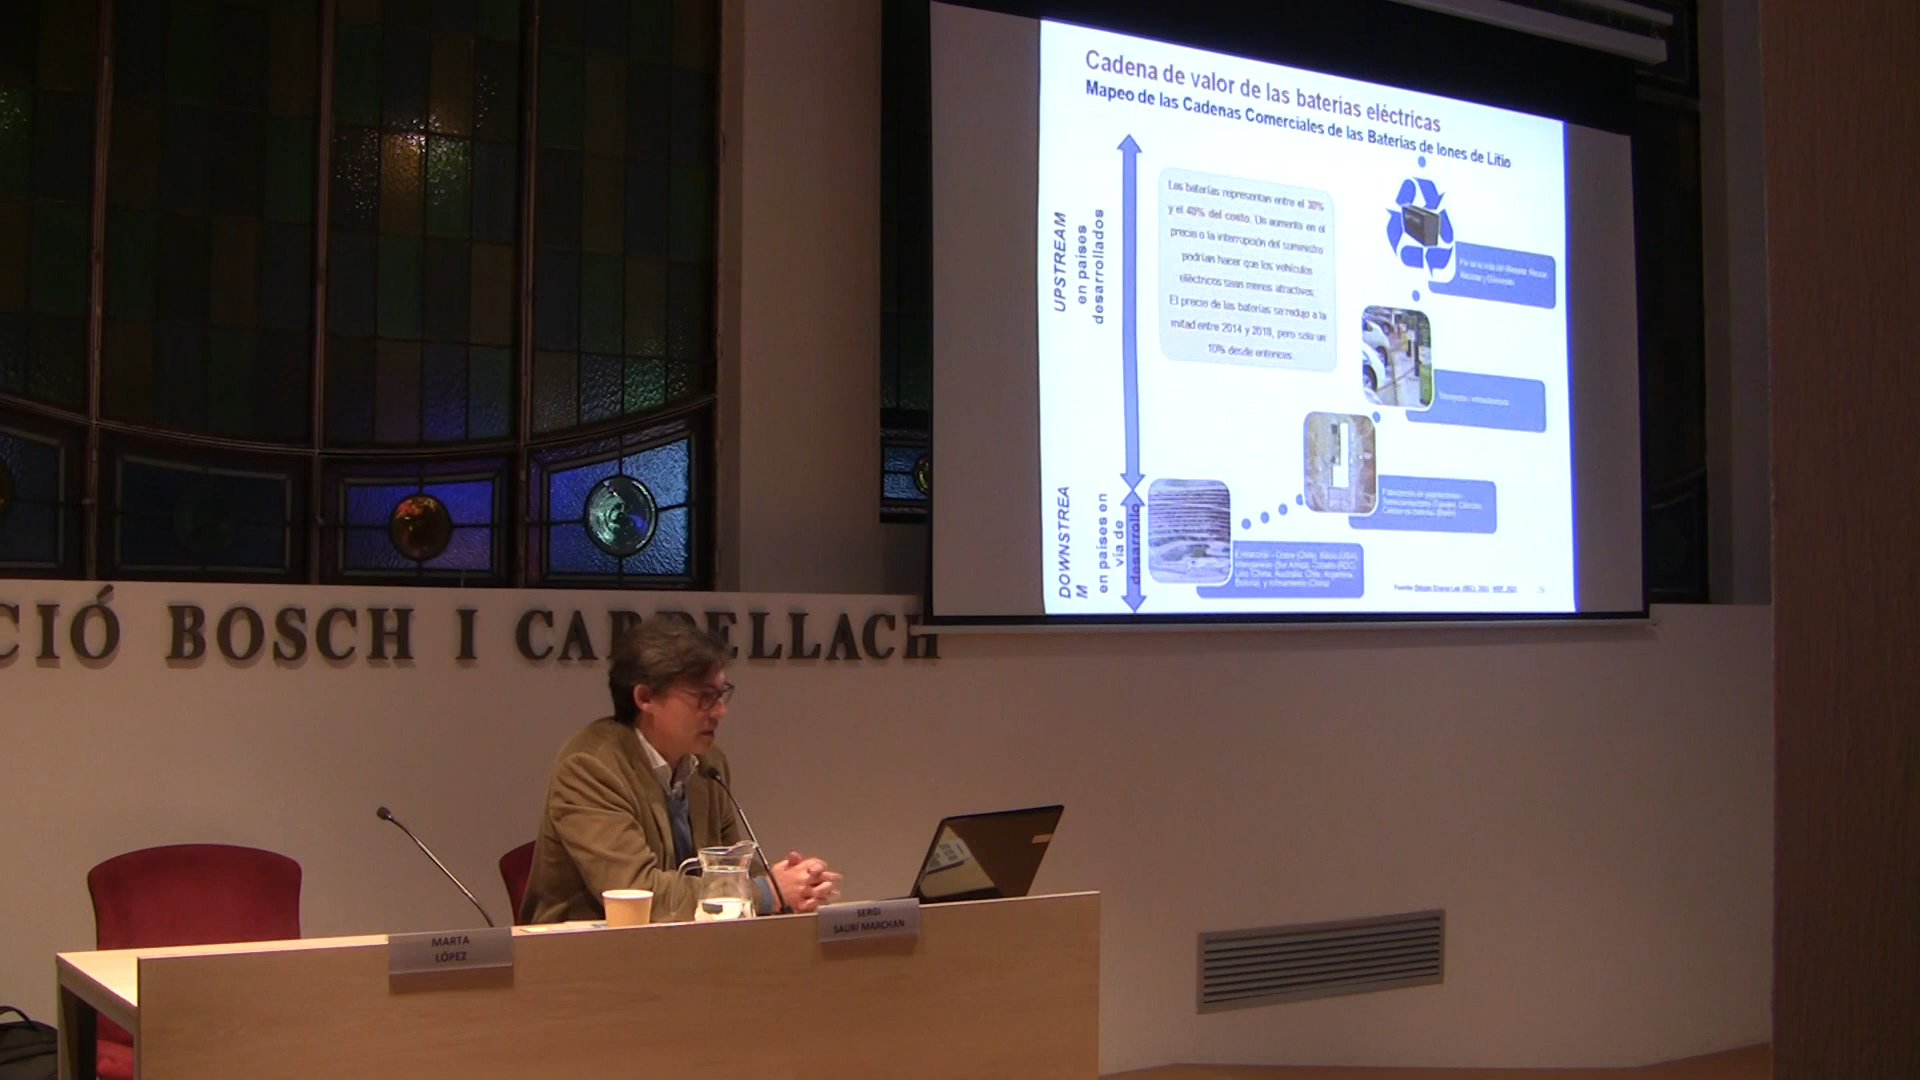 Cadena de valor de las baterías eléctricas
Mapeo de las Cadenas Comerciales de las Baterías de Iones de Litio
UPSTREAM
en países
desarrollados
Las baterías representan entre el 30%
y el 40% del costo. Un aumento en el
precio o la interrupción del suministro
podrían hacer que los vehículos
eléctricos sean menos atractivos.
El precio de las baterías se redujo a la
mitad entre 2014 y 2018, pero solo un
10% desde entonces.
DOWNSTREA
M
en países en
vía de
desarrollo
CIÓ BOSCH I CARDELLACH
MARTA
LÓPEZ
SERGI
SAURÍ MARCHAN